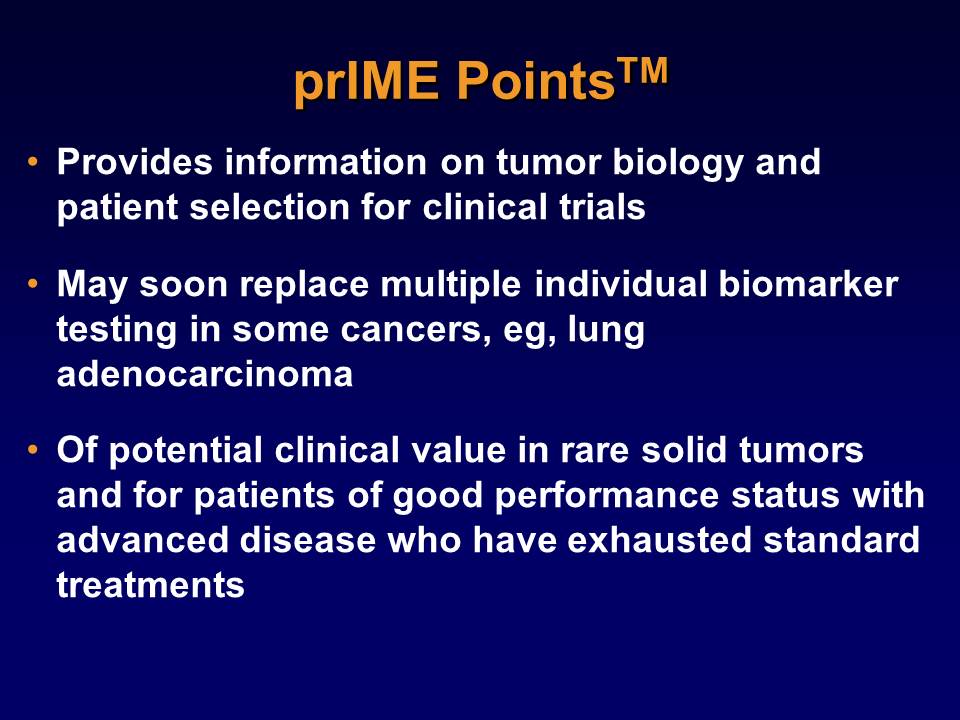 prIME Points™
• Provides information on tumor biology and
patient selection for clinical trials
• May soon replace multiple individual biomarker
testing in some cancers, eg, lung
adenocarcinoma
• Of potential clinical value in rare solid tumors
and for patients of good performance status with
advanced disease who have exhausted standard
treatments